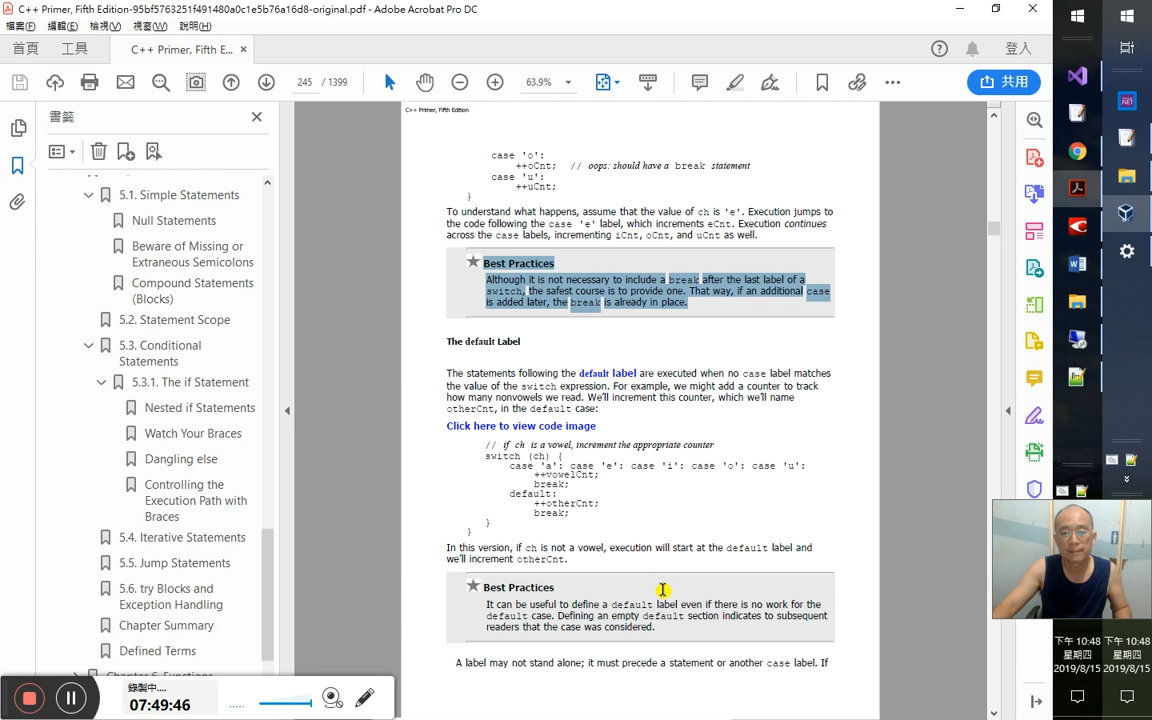 C++ Primer, Fifth Edition-95bf5763251f491480a0c1e5b76a16d8-original.pdf - Adobe Acrobat Pro DC
檔案(F) 編輯(E) 檢視(V) 視窗(W) 說明(H)
首頁 工具 C++ Primer, Fifth E... × 登入
245 / 1399 63.9% 共用
書籤
5.1. Simple Statements
Null Statements
Beware of Missing or
Extraneous Semicolons
Compound Statements
(Blocks)
5.2. Statement Scope
5.3. Conditional
Statements
5.3.1. The if Statement
Nested if Statements
Watch Your Braces
Dangling else
Controlling the
Execution Path with
Braces
5.4. Iterative Statements
5.5. Jump Statements
5.6. try Blocks and
Exception Handling
Chapter Summary
Defined Terms
Chapter 6. Functions
C++ Primer, Fifth Edition
case 'o':
++oCnt; // oops: should have a break statement
case 'u':
++uCnt;
}
To understand what happens, assume that the value of ch is 'e'. Execution jumps to
the code following the case 'e' label, which increments eCnt. Execution continues
across the case labels, incrementing iCnt, oCnt, and uCnt as well.
Best Practices
Although it is not necessary to include a break after the last label of a
switch, the safest course is to provide one. That way, if an additional case
is added later, the break is already in place.
The default Label
The statements following the default label are executed when no case label matches
the value of the switch expression. For example, we might add a counter to track
how many nonvowels we read. We'll increment this counter, which we'll name
otherCnt, in the default case:
Click here to view code image
// if ch is a vowel, increment the appropriate counter
switch (ch) {
case 'a': case 'e': case 'i': case 'o': case 'u':
++vowelCnt;
break;
default:
++otherCnt;
break;
}
}
In this version, if ch is not a vowel, execution will start at the default label and
we'll increment otherCnt.
Best Practices
It can be useful to define a default label even if there is no work for the
default case. Defining an empty default section indicates to subsequent
readers that the case was considered.
A label may not stand alone; it must precede a statement or another case label. If
錄製中....
07:49:46
下午 10:48 下午 10:48
星期四 星期四
2019/8/15 2019/8/15